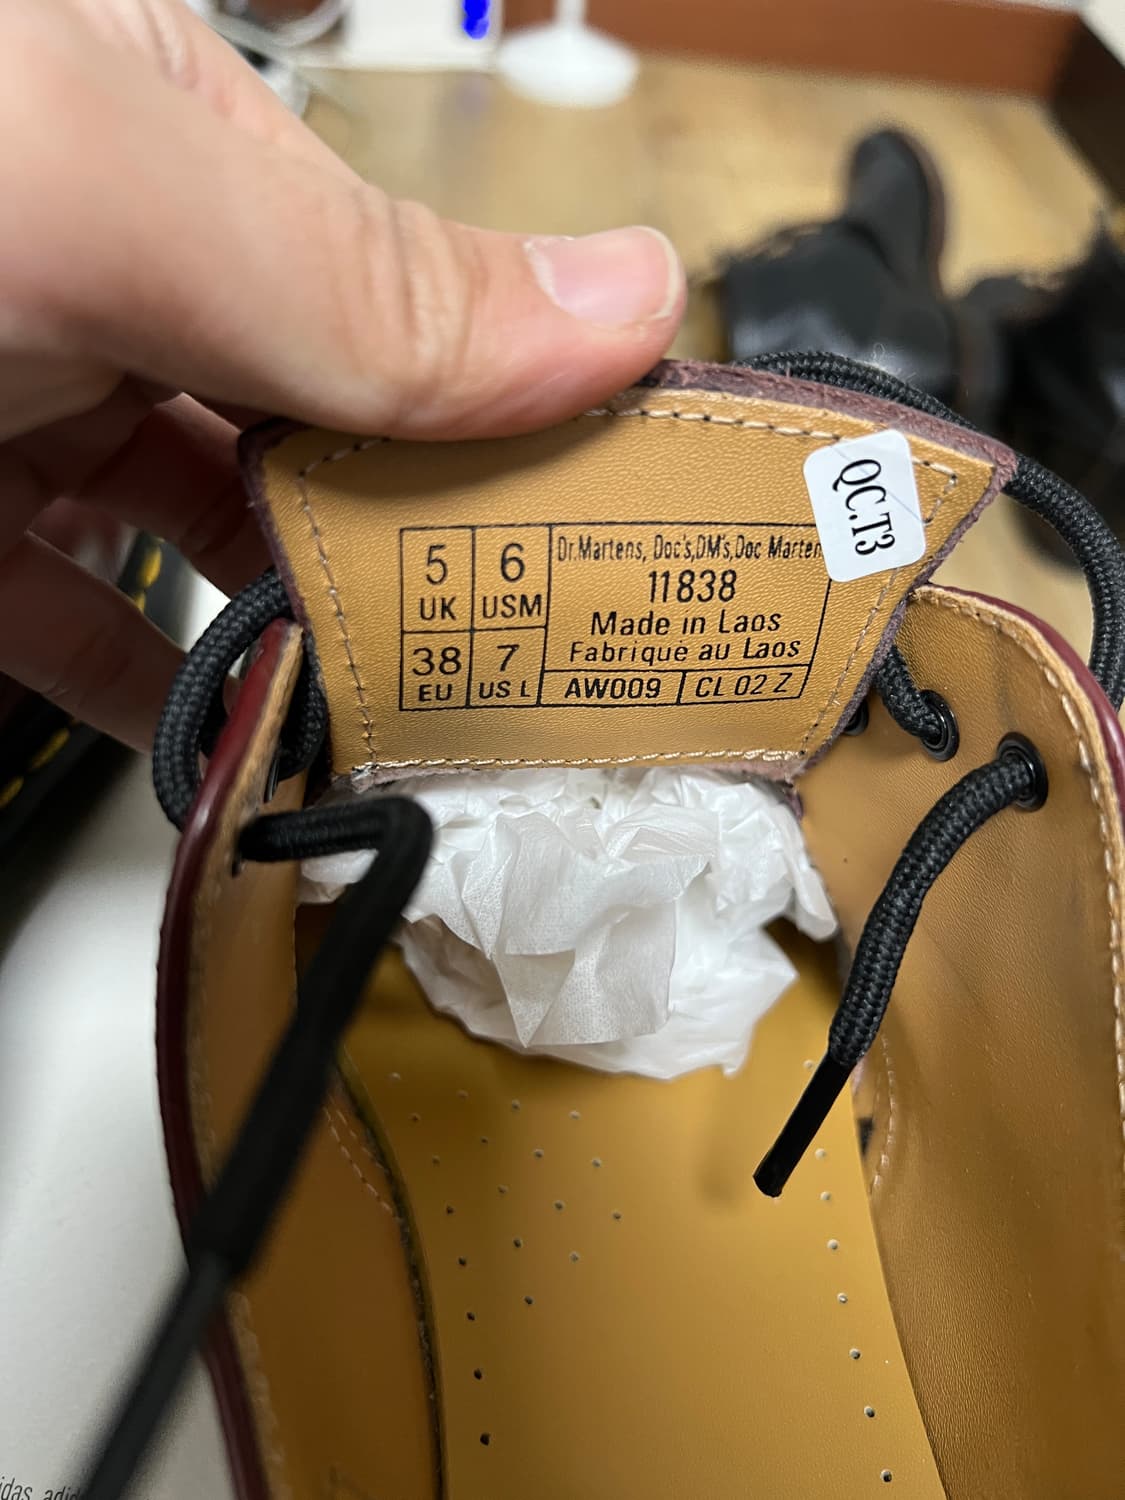 5
UK
6
USM
38
EU
7
US L
Dr.Martens, Doc's,DM's,Doc Marten
11838
Made in Laos
Fabrique au Laos
AW009
CL 02 Z
QC.T3